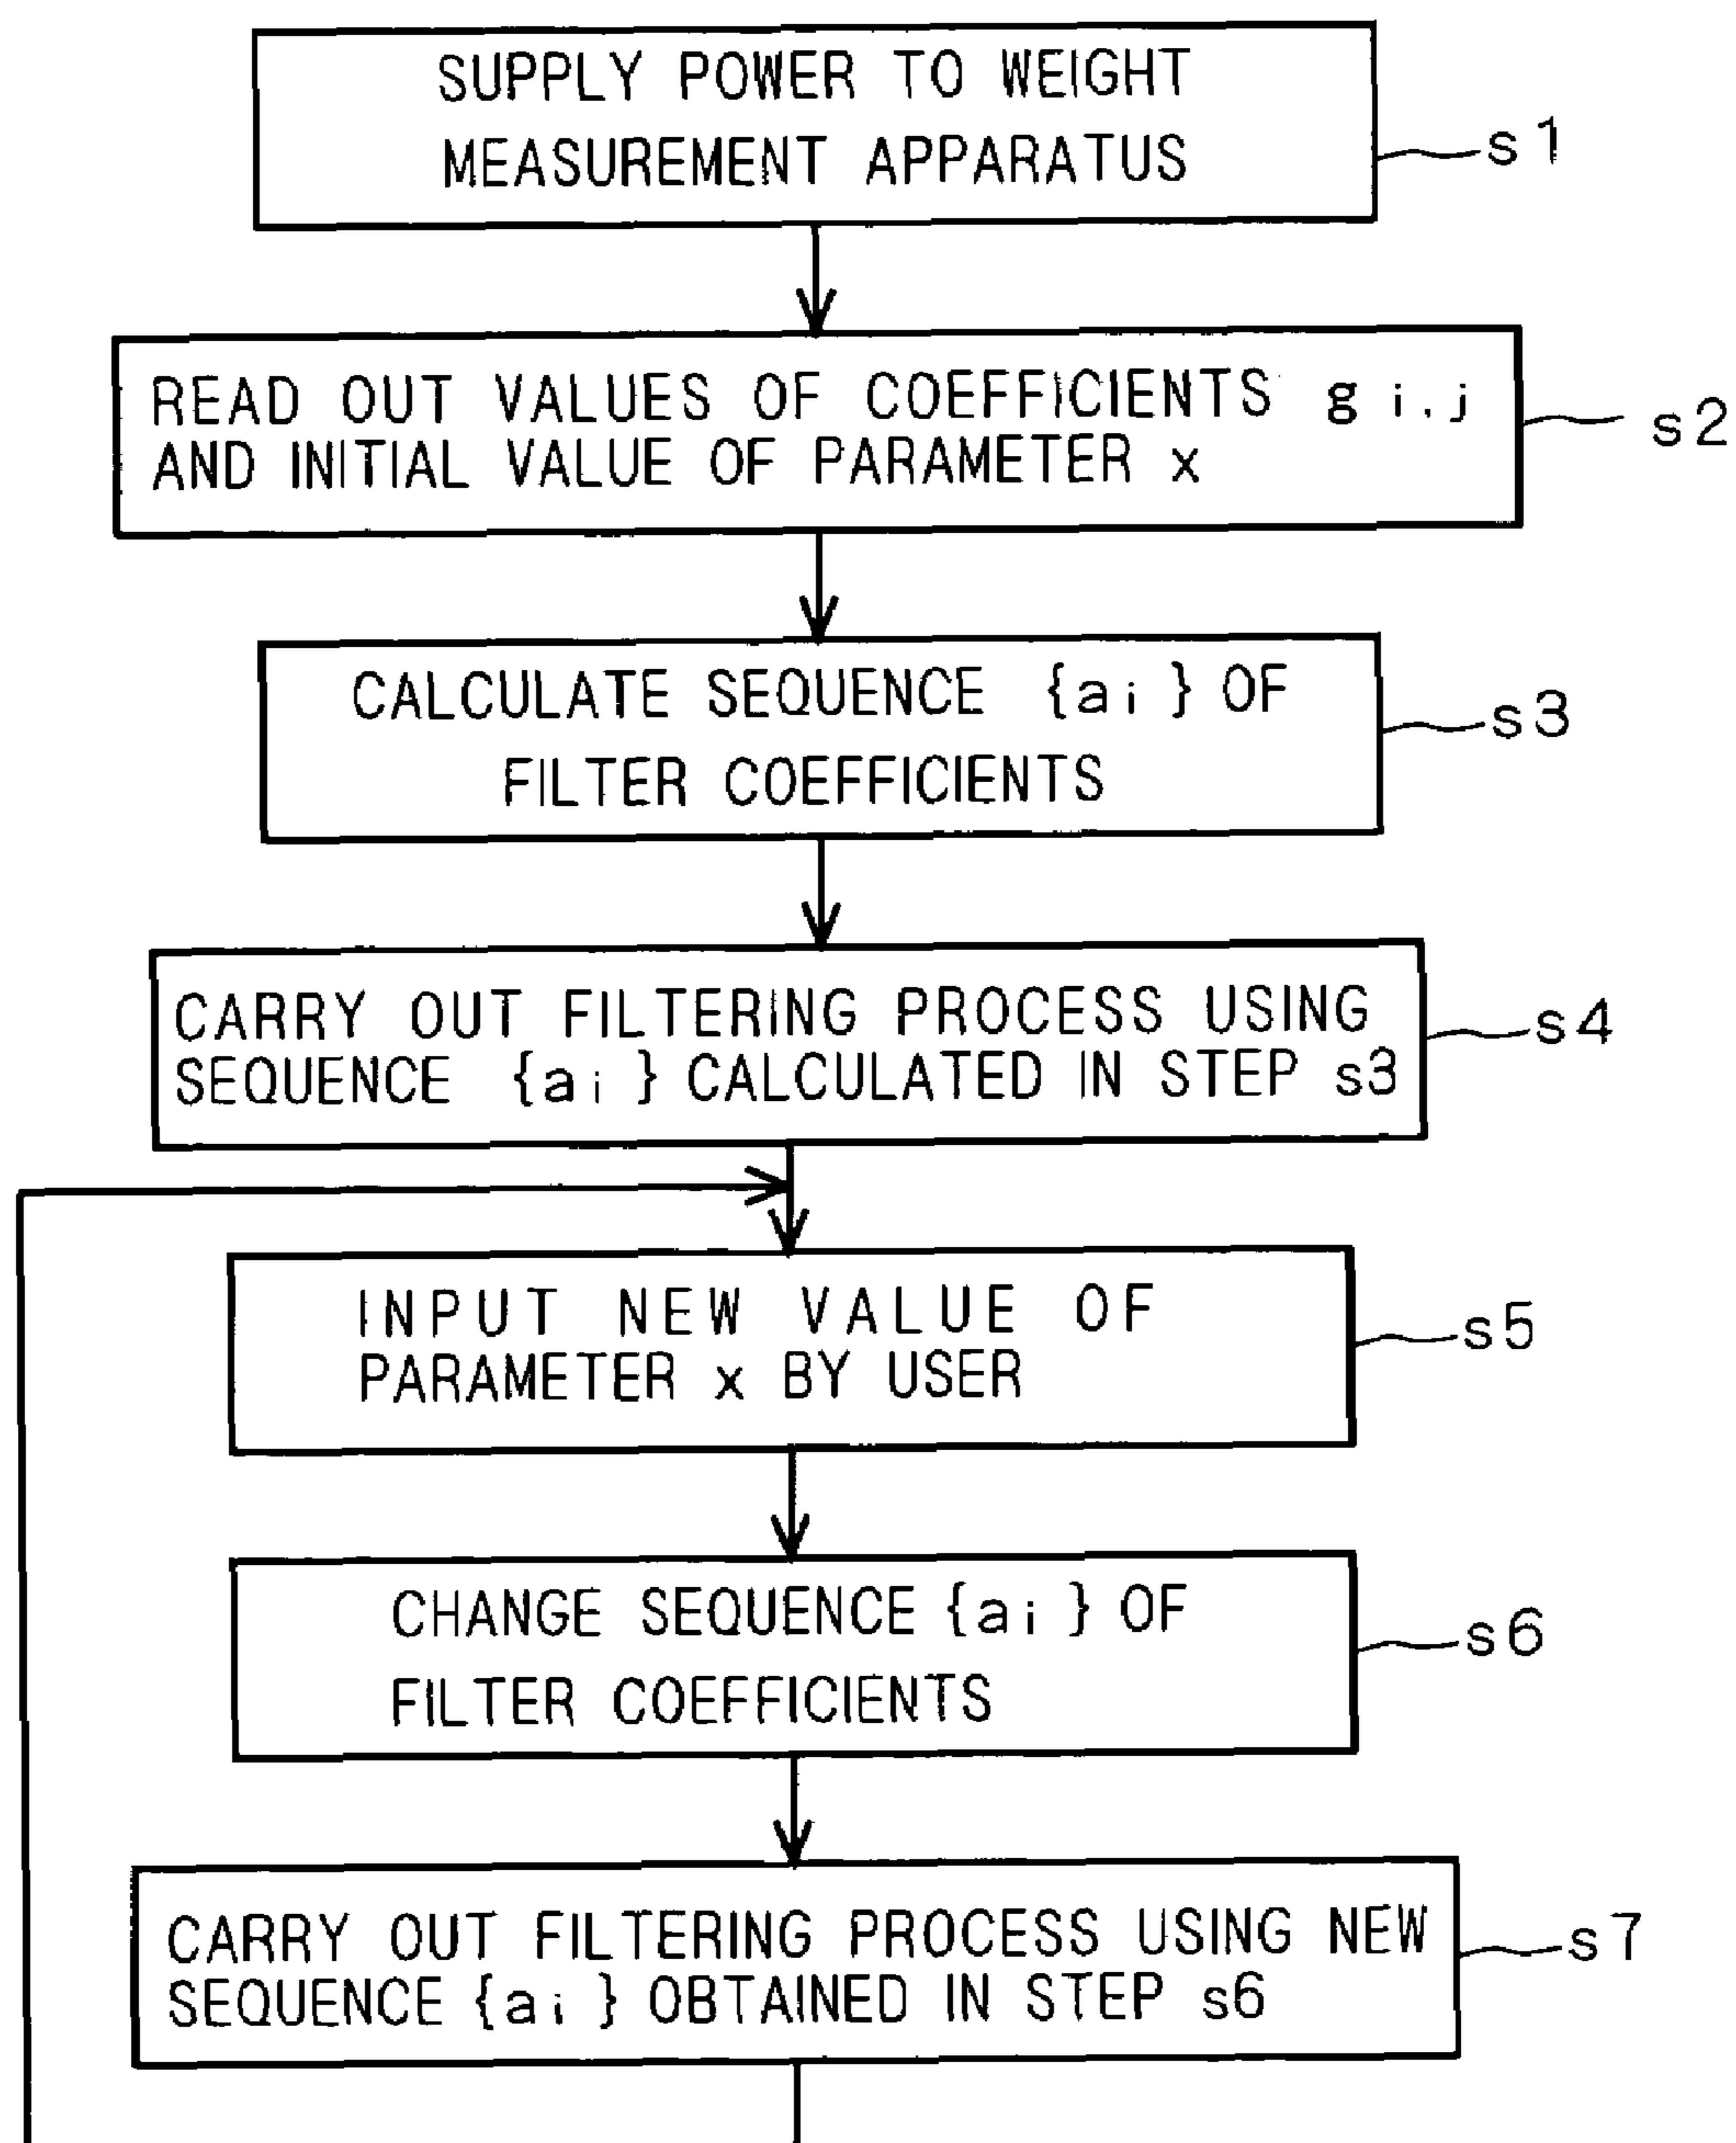 SUPPLY POWER TO WEIGHT
MEASUREMENT APPARATUS
s1
READ OUT VALUES OF COEFFICIENTS g i,j
AND INITIAL VALUE OF PARAMETER x
s2
CALCULATE SEQUENCE {ai} OF
FILTER COEFFICIENTS
s3
CARRY OUT FILTERING PROCESS USING
SEQUENCE {ai} CALCULATED IN STEP s3
s4
INPUT NEW VALUE OF
PARAMETER x BY USER
s5
CHANGE SEQUENCE {ai} OF
FILTER COEFFICIENTS
s6
CARRY OUT FILTERING PROCESS USING NEW
SEQUENCE {ai} OBTAINED IN STEP s6
s7